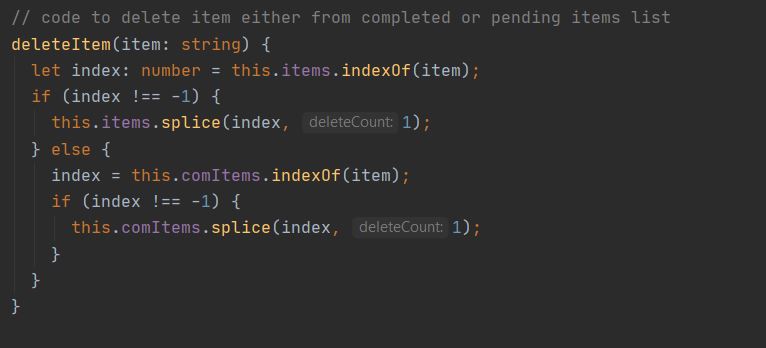 // code to delete item either from completed or pending items list
deleteItem(item: string) {
let index: number = this.items.indexOf(item);
if (index !== -1) {
this.items.splice(index, deleteCount: 1);
} else {
index = this.comItems.indexOf(item);
if (index !== -1) {
this.comItems.splice(index, deleteCount: 1);
}
}
}